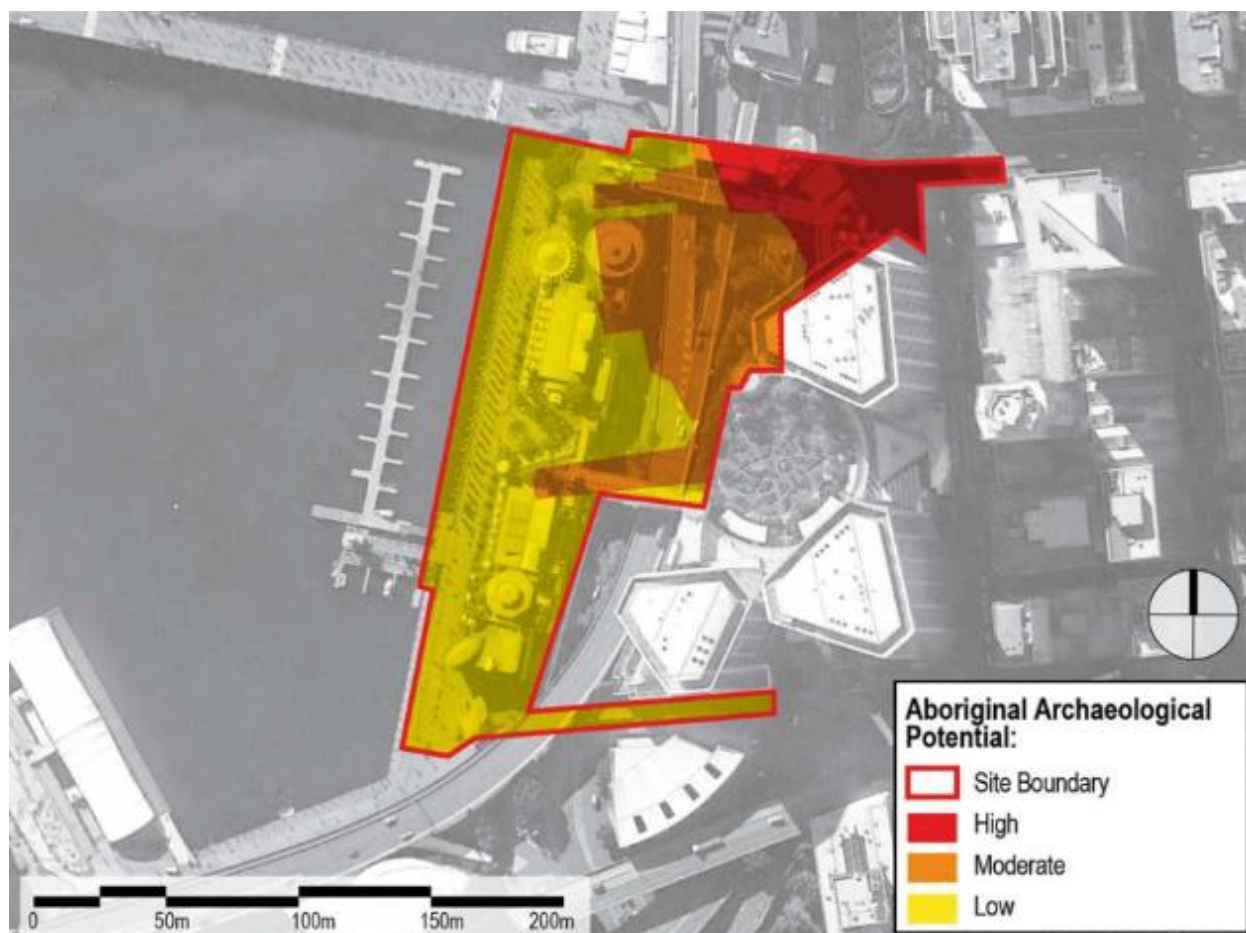 Aboriginal Archaeological
Potential:
Site Boundary
High
Moderate
Low
0 50m 100m 150m 200m